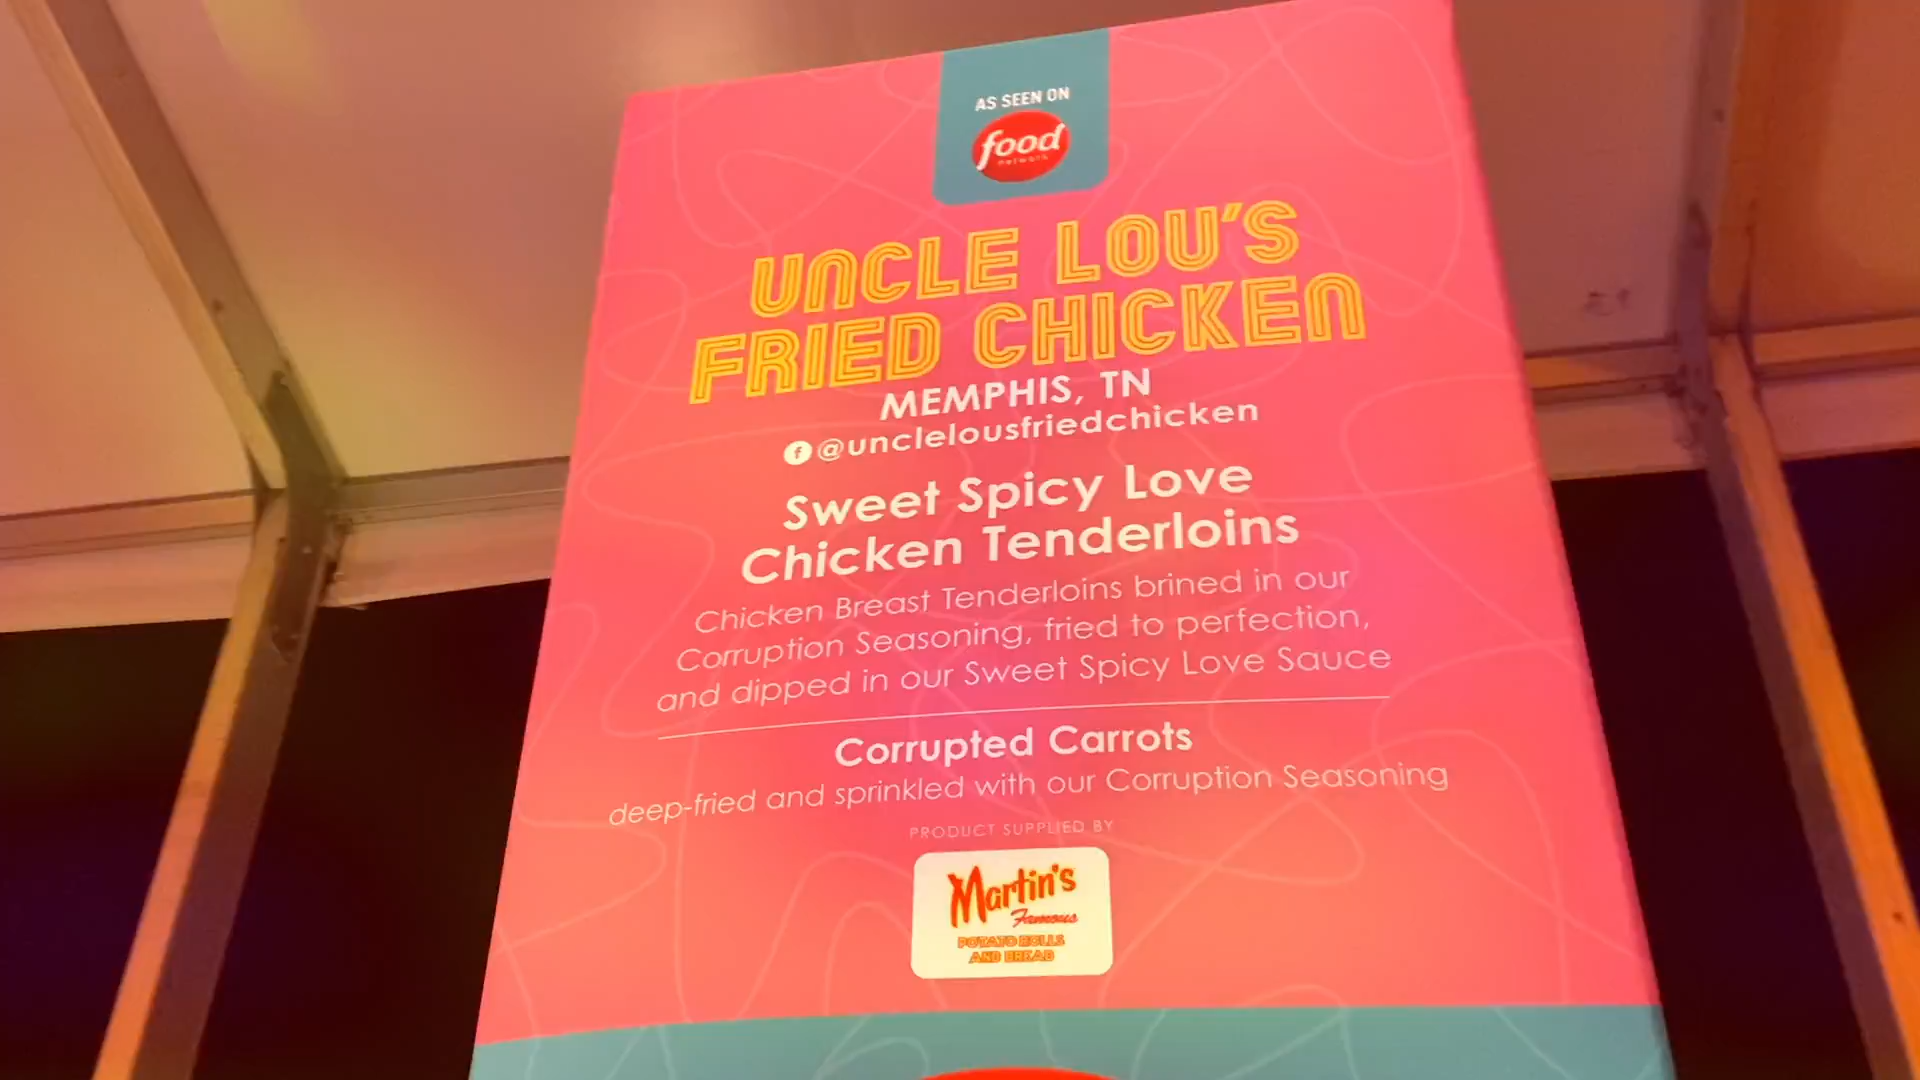 AS SEEN ON
food
network
UNCLE LOU'S
FRIED CHICKEN
MEMPHIS, TN
f @unclelousfriedchicken
Sweet Spicy Love
Chicken Tenderloins
Chicken Breast Tenderloins brined in our
Corruption Seasoning, fried to perfection,
and dipped in our Sweet Spicy Love Sauce
Corrupted Carrots
deep-fried and sprinkled with our Corruption Seasoning
PRODUCT SUPPLIED BY
Martin's
Famous
POTATO ROLLS
AND BREAD